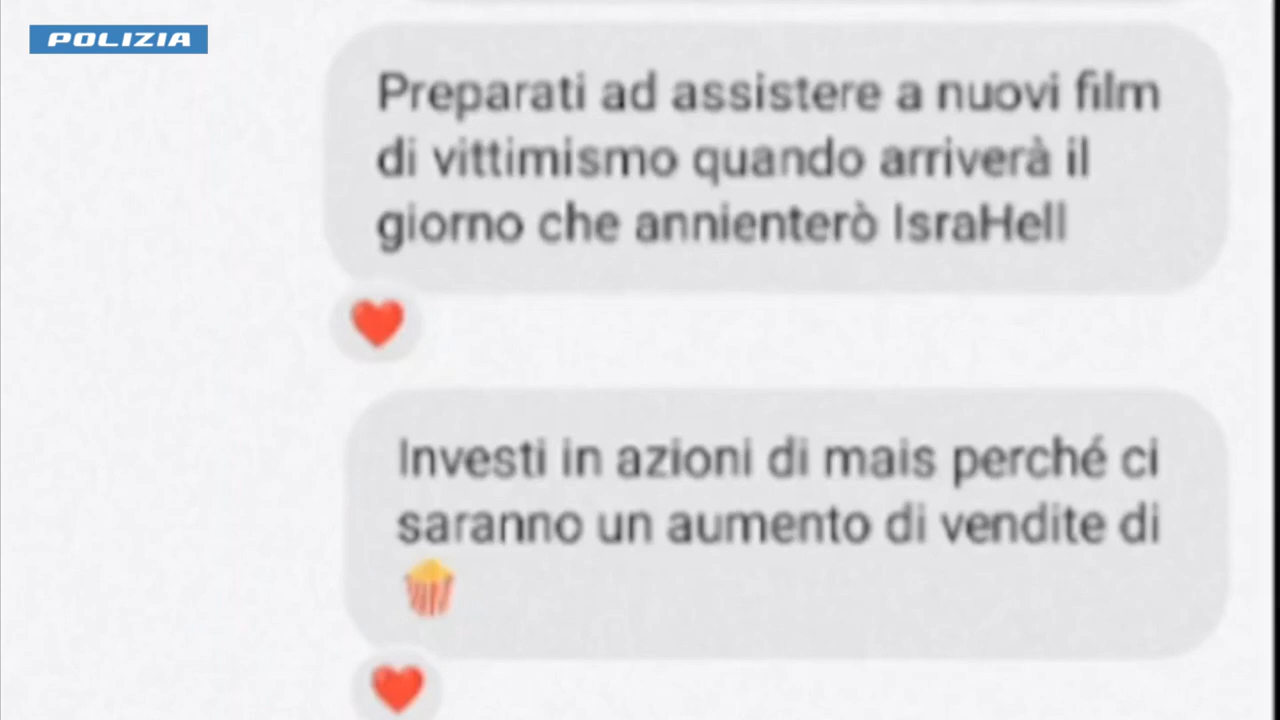 POLIZIA
Preparati ad assistere a nuovi film
di vittimismo quando arriverà il
giorno che annienterò IsraHell
Investi in azioni di mais perché ci
saranno un aumento di vendite di